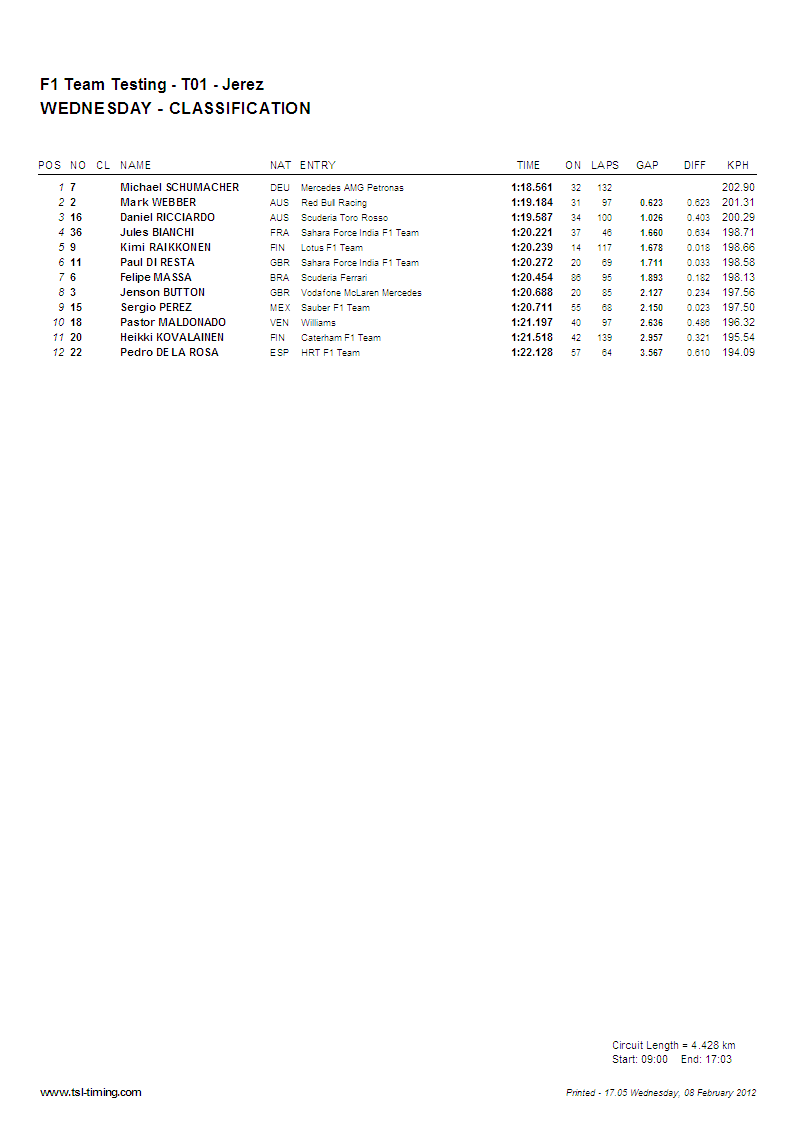 F1 Team Testing - T01 - Jerez
WEDNESDAY - CLASSIFICATION
POS NO CL NAME NAT ENTRY TIME ON LAPS GAP DIFF KPH
1 7 Michael SCHUMACHER DEU Mercedes AMG Petronas 1:18.561 32 132 202.90
2 2 Mark WEBBER AUS Red Bull Racing 1:19.184 31 97 0.623 0.623 201.31
3 16 Daniel RICCIARDO AUS Scuderia Toro Rosso 1:19.587 34 100 1.026 0.403 200.29
4 36 Jules BIANCHI FRA Sahara Force India F1 Team 1:20.221 37 46 1.660 0.634 198.71
5 9 Kimi RAIKKONEN FIN Lotus F1 Team 1:20.239 14 117 1.678 0.018 198.66
6 11 Paul DI RESTA GBR Sahara Force India F1 Team 1:20.272 20 69 1.711 0.033 198.58
7 6 Felipe MASSA BRA Scuderia Ferrari 1:20.454 86 95 1.893 0.182 198.13
8 3 Jenson BUTTON GBR Vodafone McLaren Mercedes 1:20.688 20 85 2.127 0.234 197.56
9 15 Sergio PEREZ MEX Sauber F1 Team 1:20.711 55 68 2.150 0.023 197.50
10 18 Pastor MALDONADO VEN Williams 1:21.197 40 97 2.636 0.486 196.32
11 20 Heikki KOVALAINEN FIN Caterham F1 Team 1:21.518 42 139 2.957 0.321 195.54
12 22 Pedro DE LA ROSA ESP HRT F1 Team 1:22.128 57 64 3.567 0.610 194.09
Circuit Length = 4.428 km
Start: 09:00 End: 17:03
www.tsl-timing.com Printed - 17:05 Wednesday, 08 February 2012